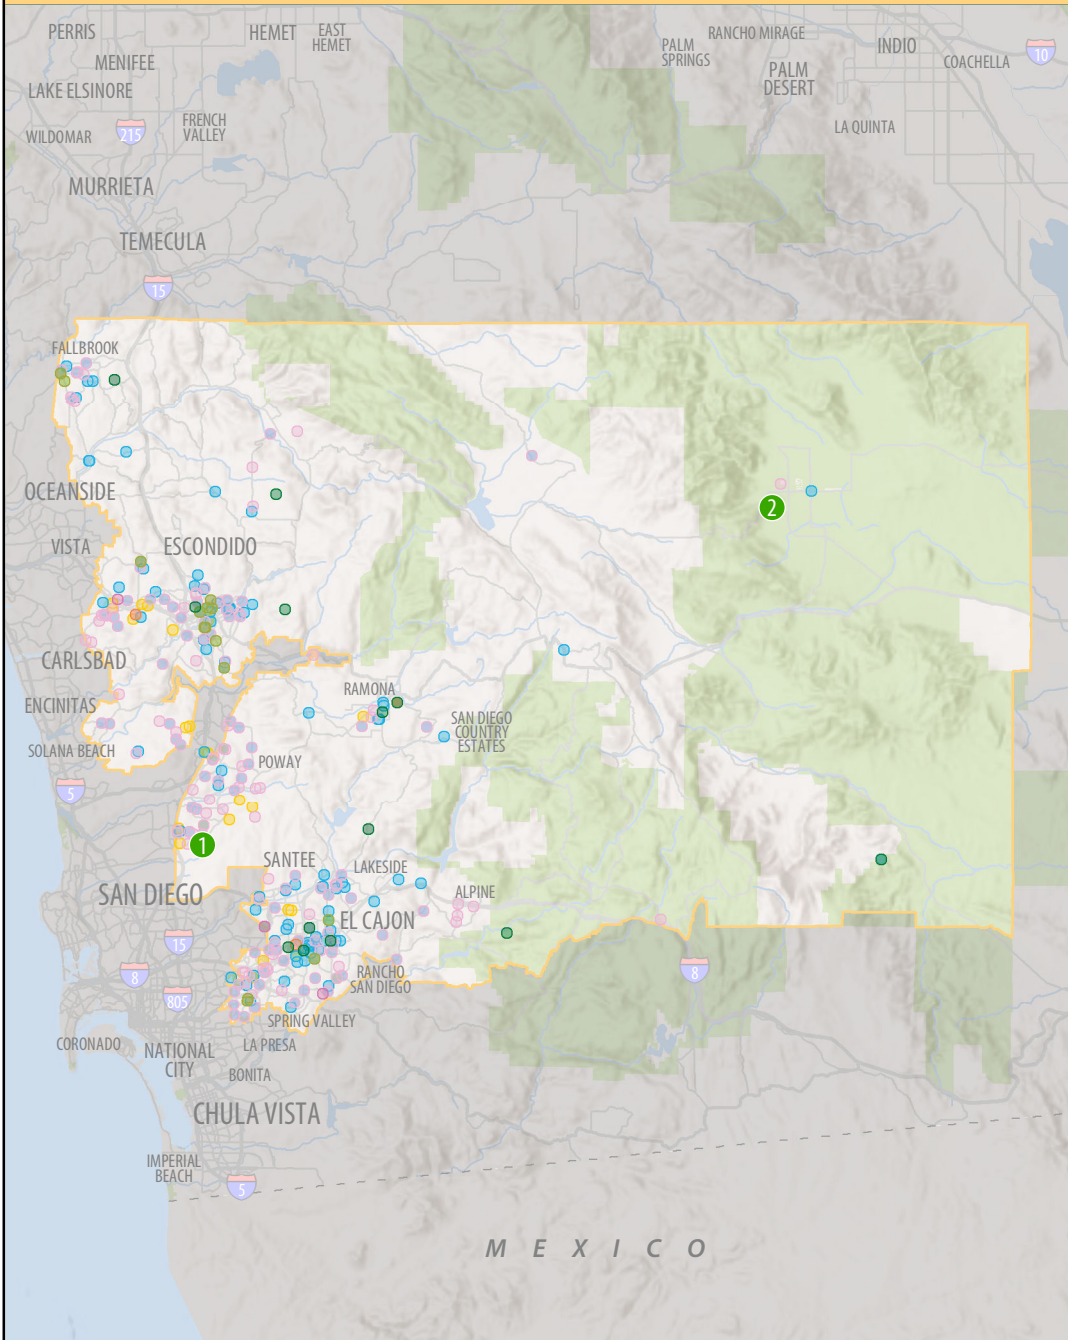 PERRIS
HEMET
EAST
HEMET
RANCHO MIRAGE
PALM
SPRINGS
INDIO
10
MENIFEE
COACHELLA
PALM
DESERT
LAKE ELSINORE
FRENCH
VALLEY
WILDOMAR
215
LA QUINTA
MURRIETA
TEMECULA
15
FALLBROOK
OCEANSIDE
2
VISTA
ESCONDIDO
CARLSBAD
RAMONA
ENCINITAS
SAN DIEGO
COUNTRY
ESTATES
SOLANA BEACH
POWAY
5
1
SANTEE
LAKESIDE
SAN DIEGO
ALPINE
EL CAJON
15
8
8
RANCHO
SAN DIEGO
805
SPRING VALLEY
CORONADO
NATIONAL
CITY
LA PRESA
BONITA
CHULA VISTA
IMPERIAL
BEACH
5
MEXICO